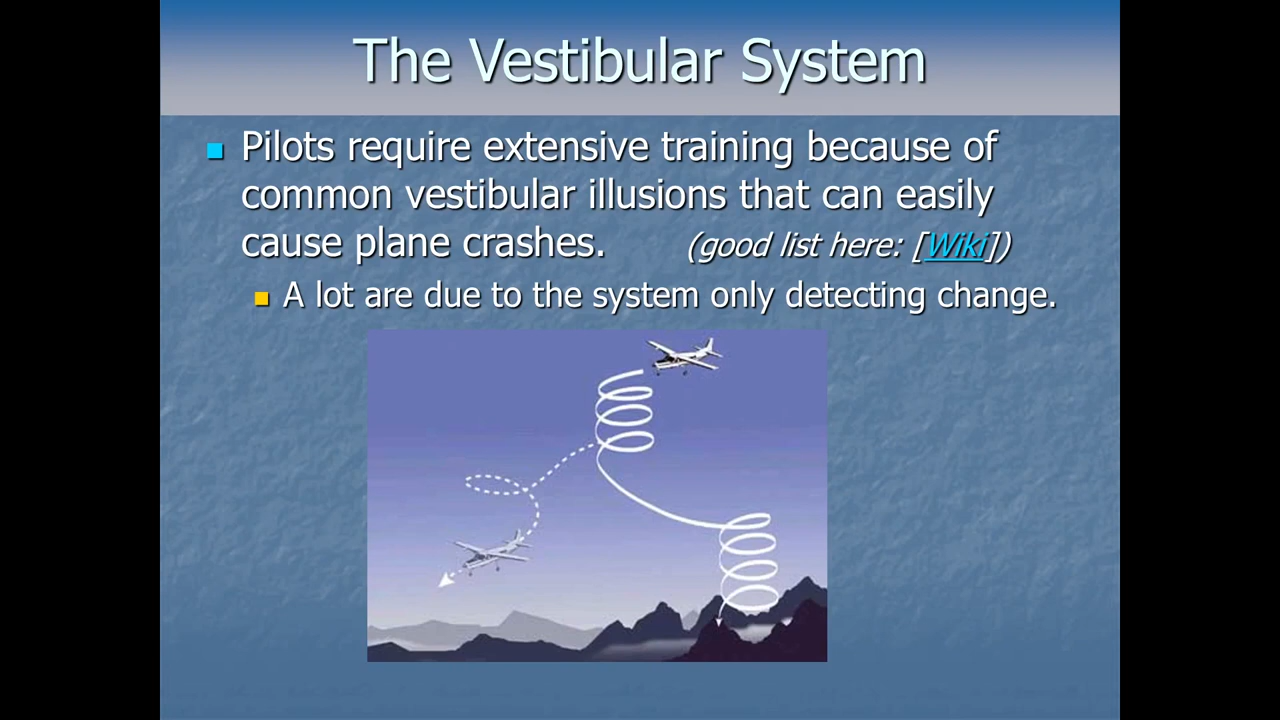 The Vestibular System
Pilots require extensive training because of
common vestibular illusions that can easily
cause plane crashes. (good list here: [Wiki])
A lot are due to the system only detecting change.